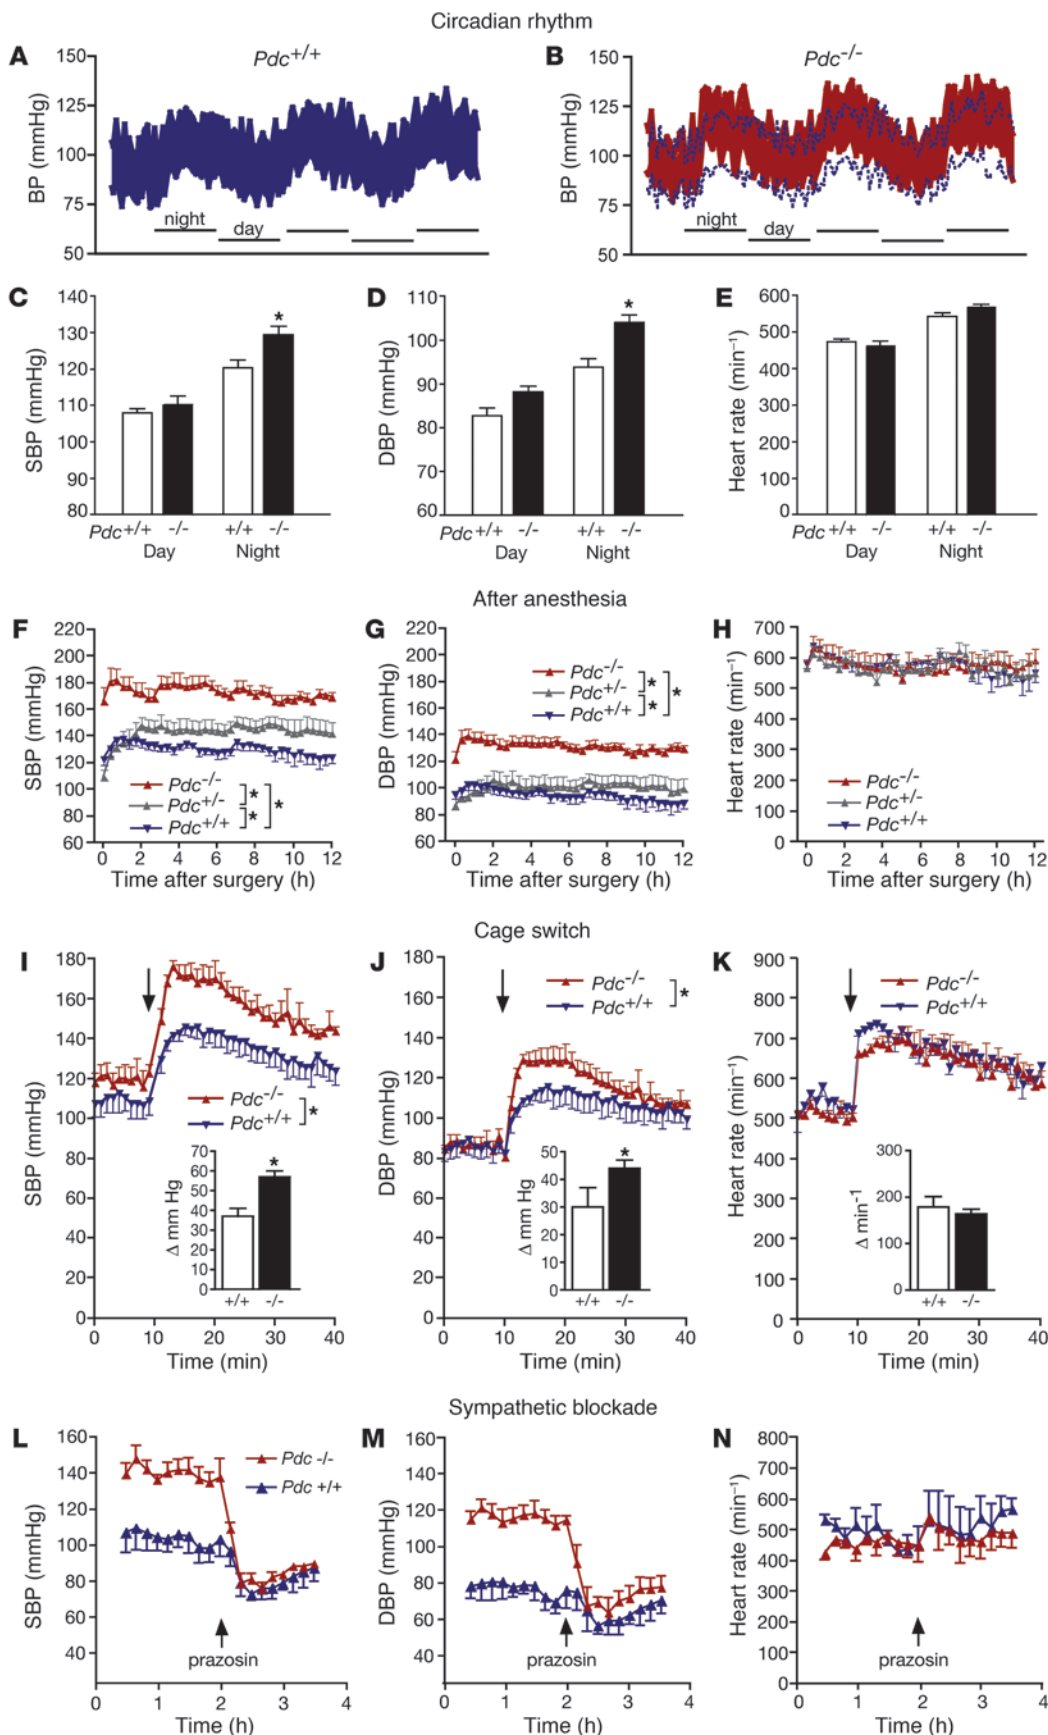 Circadian rhythm
A
Pdc+/+
BP (mmHg)
150
125
100
75
50
night
day
B
Pdc-/-
BP (mmHg)
150
125
100
75
50
night
day
C
SBP (mmHg)
140
130
120
110
100
90
80
Pdc+/+ -/- +/+ -/-
Day Night
D
DBP (mmHg)
110
100
90
80
70
60
+/+ -/- +/+ -/-
Day Night
E
Heart rate (min⁻¹)
600
500
400
300
200
100
0
Pdc+/+ -/- +/+ -/-
Day Night
After anesthesia
F
SBP (mmHg)
220
200
180
160
140
120
100
80
60
Pdc-/-
Pdc+/-
Pdc+/+
* * *
0 2 4 6 8 10 12
Time after surgery (h)
G
DBP (mmHg)
220
200
180
160
140
120
100
80
60
Pdc-/-
Pdc+/-
Pdc+/+
* * *
0 2 4 6 8 10 12
Time after surgery (h)
H
Heart rate (min⁻¹)
700
600
500
400
300
200
100
0
Pdc-/-
Pdc+/-
Pdc+/+
0 2 4 6 8 10 12
Time after surgery (h)
Cage switch
I
SBP (mmHg)
180
160
140
120
100
80
60
40
20
0
Pdc-/-
Pdc+/+
*
Δ mm Hg
70
60
50
40
30
20
10
0
*
+/+ -/-
0 10 20 30 40
Time (min)
J
DBP (mmHg)
180
160
140
120
100
80
60
40
20
0
Pdc-/-
Pdc+/+
*
Δ mm Hg
50
40
30
20
10
0
*
+/+ -/-
0 10 20 30 40
Time (min)
K
Heart rate (min⁻¹)
900
800
700
600
500
400
300
200
100
0
Pdc-/-
Pdc+/+
Δ min-1
300
200
100
0
+/+ -/-
0 10 20 30 40
Time (min)
Sympathetic blockade
L
SBP (mmHg)
160
140
120
100
80
60
40
Pdc -/-
Pdc +/+
prazosin
0 1 2 3 4
Time (h)
M
DBP (mmHg)
160
140
120
100
80
60
40
prazosin
0 1 2 3 4
Time (h)
N
Heart rate (min⁻¹)
800
700
600
500
400
300
200
100
0
prazosin
0 1 2 3 4
Time (h)